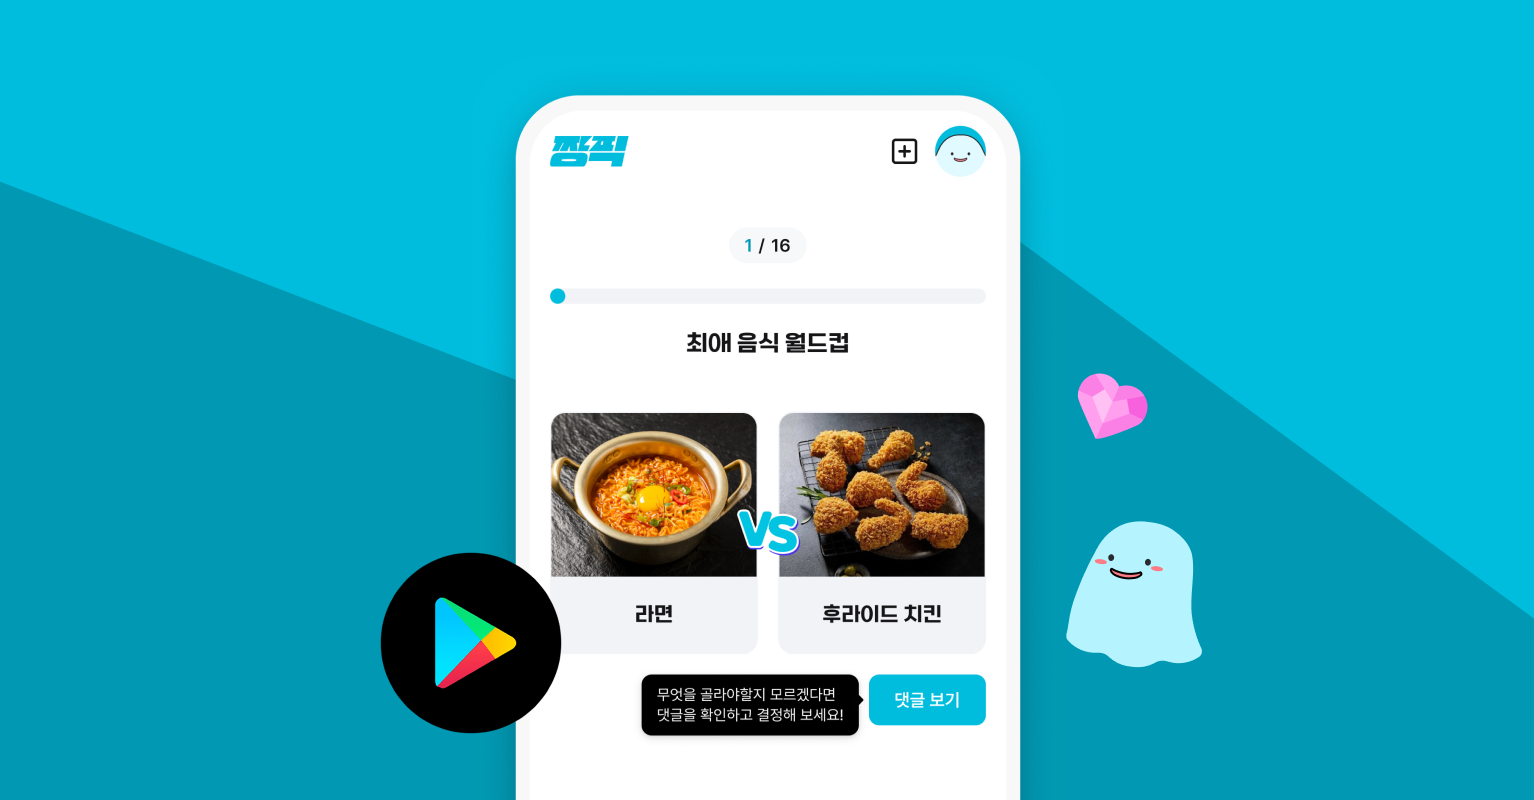 짱픽
1 / 16
최애 음식 월드컵
VS
라면
후라이드 치킨
무엇을 골라야할지 모르겠다면
댓글을 확인하고 결정해 보세요!
댓글 보기